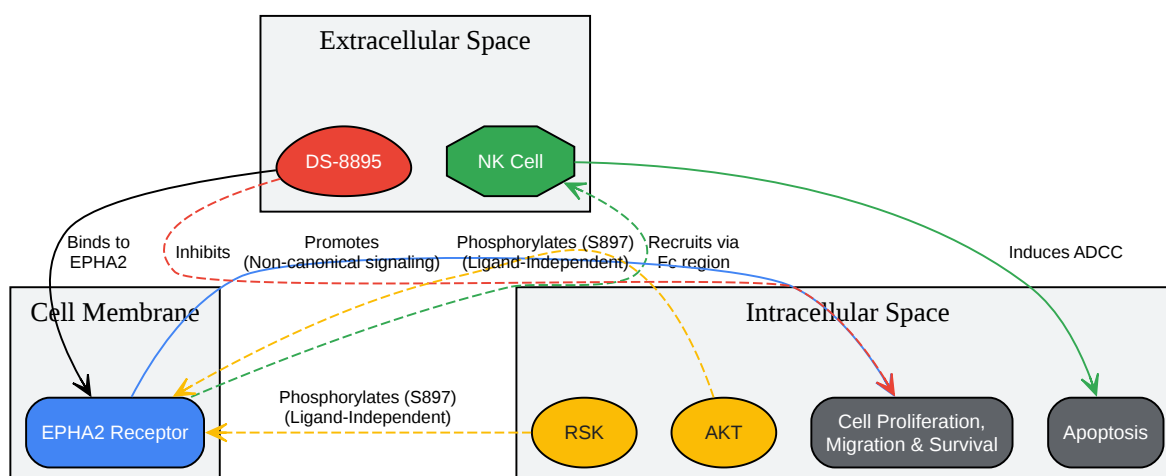 Extracellular Space
DS-8895
NK Cell
Binds to
EPHA2
Inhibits
Promotes
(Non-canonical signaling)
Phosphorylates (S897)
(Ligand-Independent)
Recruits via
Fc region
Induces ADCC
Cell Membrane
Intracellular Space
Phosphorylates (S897)
(Ligand-Independent)
EPHA2 Receptor
RSK
AKT
Cell Proliferation,
Migration & Survival
Apoptosis